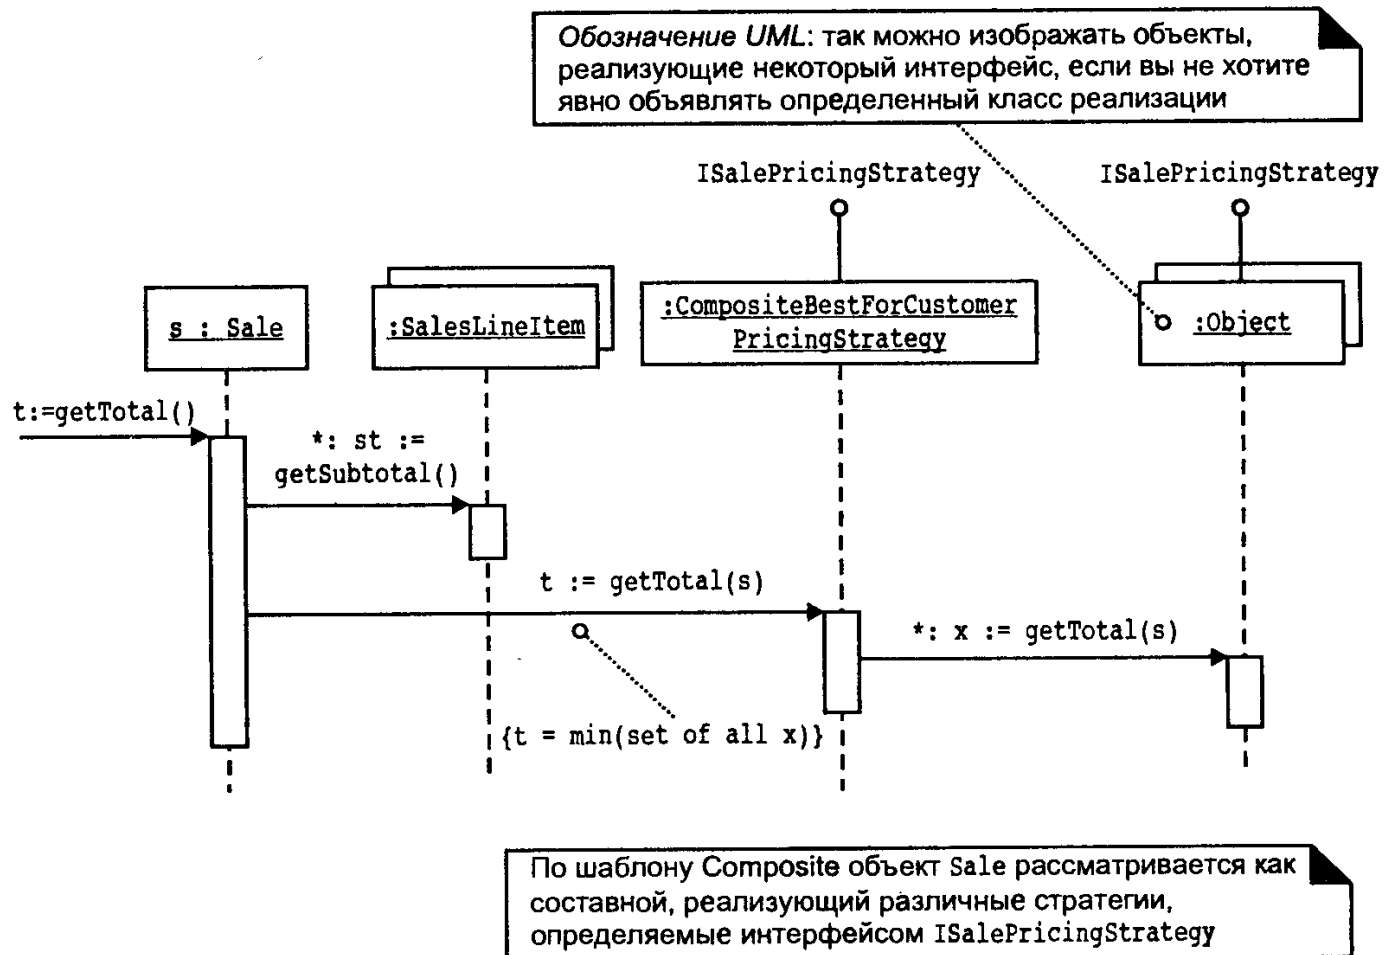 Обозначение UML: так можно изображать объекты,
реализующие некоторый интерфейс, если вы не хотите
явно объявлять определенный класс реализации
ISalePricingStrategy
ISalePricingStrategy
s : Sale
:SalesLineItem
:CompositeBestForCustomer
PricingStrategy
:Object
t:=getTotal()
*: st :=
getSubtotal()
t := getTotal(s)
*: x := getTotal(s)
{t = min(set of all x)}
По шаблону Composite объект Sale рассматривается как
составной, реализующий различные стратегии,
определяемые интерфейсом ISalePricingStrategy